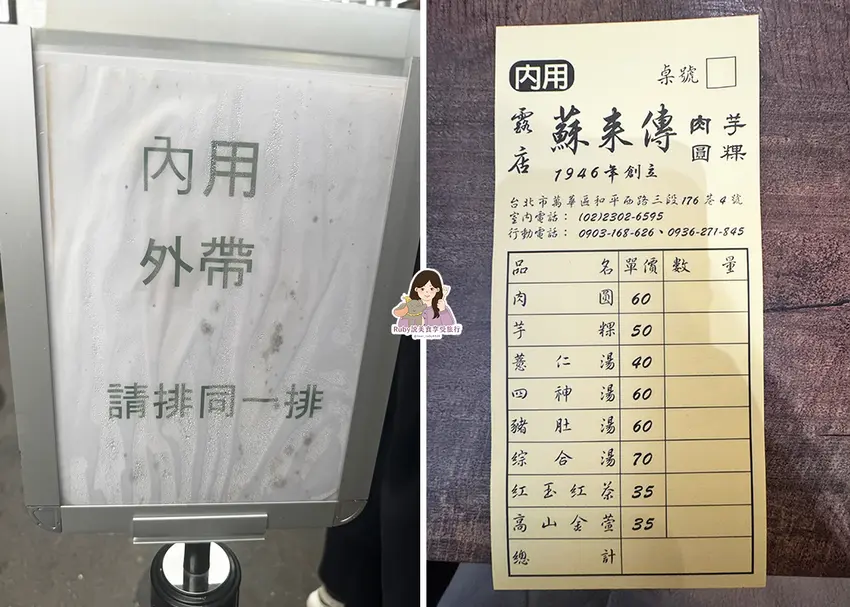 內用
外帶
請排同一排
Ruby說美食享受旅行
內用
桌號
露店 蘇来傳 肉圓 芋粿
1946年創立
台北市萬華區和平西路三段176巷4號
室內電話：(02)2302-6595
行動電話：0903-168-626、0936-271-845
品名 單價 數量
肉圓 60
芋粿 50
薏仁湯 40
四神湯 60
豬肚湯 60
綜合湯 70
紅玉紅茶 35
高山金萱 35
總計